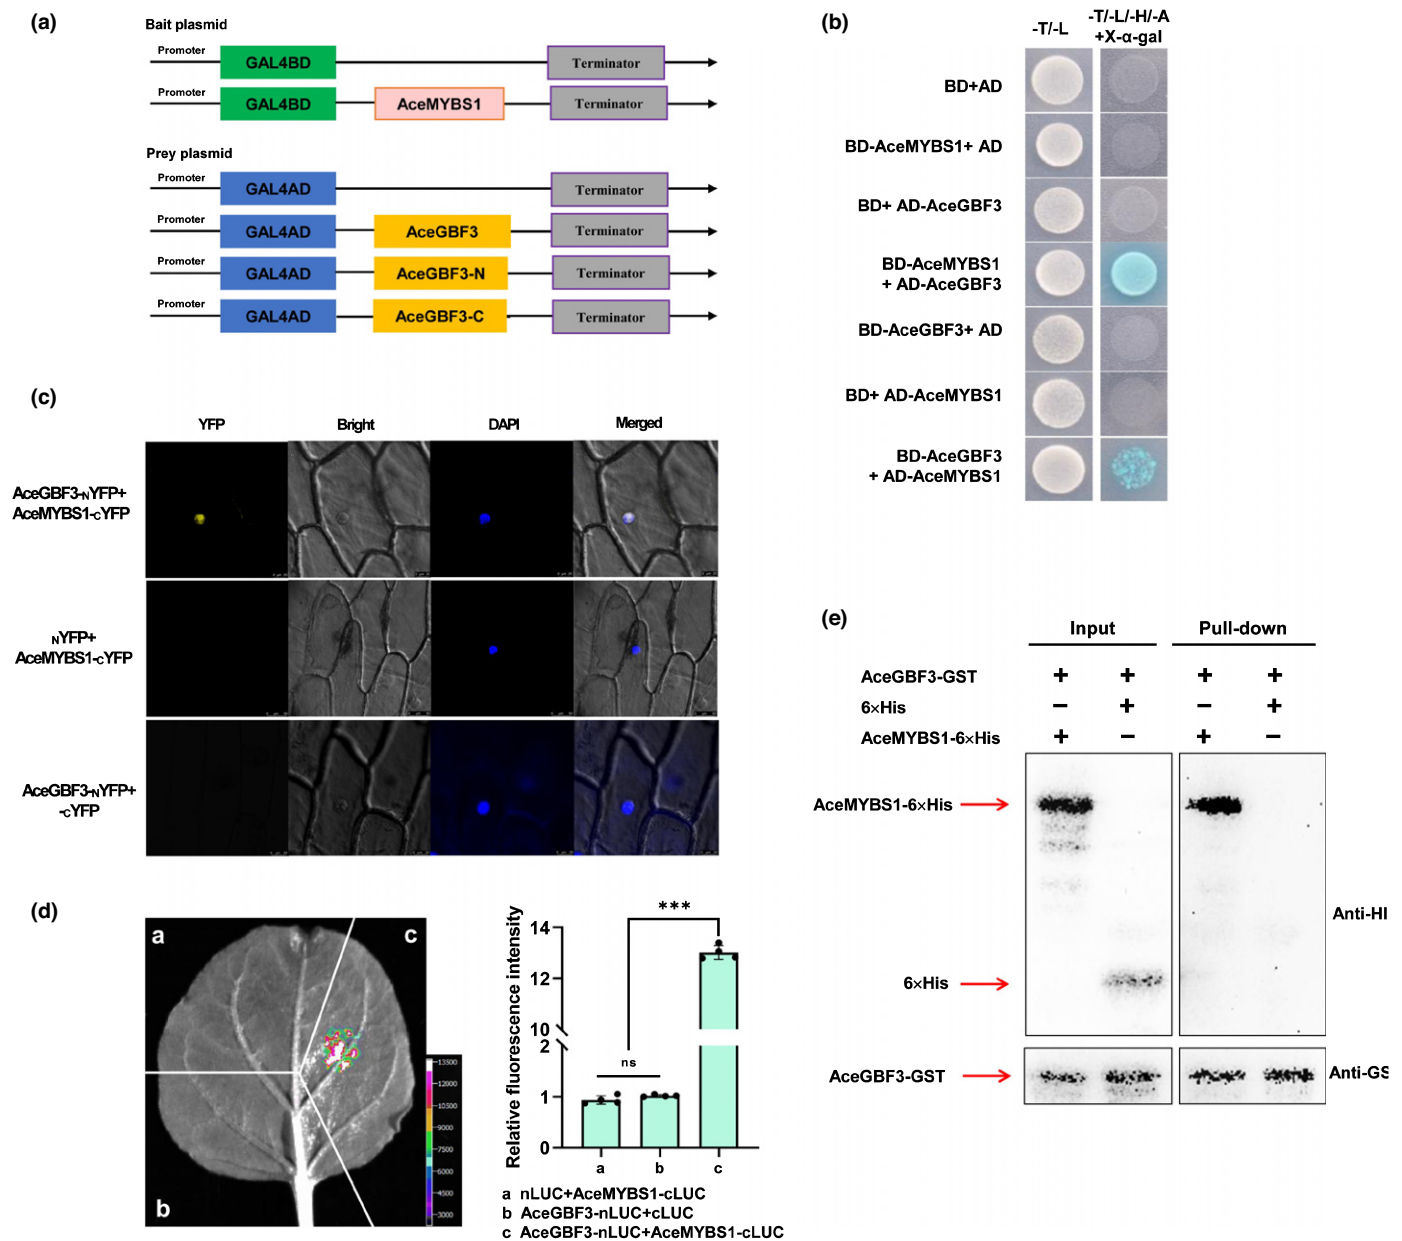 (a)
Bait plasmid
Promoter GAL4BD Terminator
Promoter GAL4BD AceMYBS1 Terminator
Prey plasmid
Promoter GAL4AD Terminator
Promoter GAL4AD AceGBF3 Terminator
Promoter GAL4AD AceGBF3-N Terminator
Promoter GAL4AD AceGBF3-C Terminator
(b)
-T/-L
-T/-L/-H/-A
+X-α-gal
BD+AD
BD-AceMYBS1+ AD
BD+ AD-AceGBF3
BD-AceMYBS1
+ AD-AceGBF3
BD-AceGBF3+ AD
BD+ AD-AceMYBS1
BD-AceGBF3
+ AD-AceMYBS1
(c)
YFP Bright DAPI Merged
AceGBF3-NYFP+
AceMYBS1-CYFP
NYFP+
AceMYBS1-CYFP
AceGBF3-NYFP+
-CYFP
(d)
a c
b
13500
12000
10500
9000
7500
6000
4500
3000
Relative fluorescence intensity
14
12
10
2
1
0
***
ns
a b c
a nLUC+AceMYBS1-cLUC
b AceGBF3-nLUC+cLUC
c AceGBF3-nLUC+AceMYBS1-cLUC
(e)
Input Pull-down
AceGBF3-GST + + + +
6×His − + − +
AceMYBS1-6×His + − + −
AceMYBS1-6×His
Anti-HI
6×His
AceGBF3-GST
Anti-GS